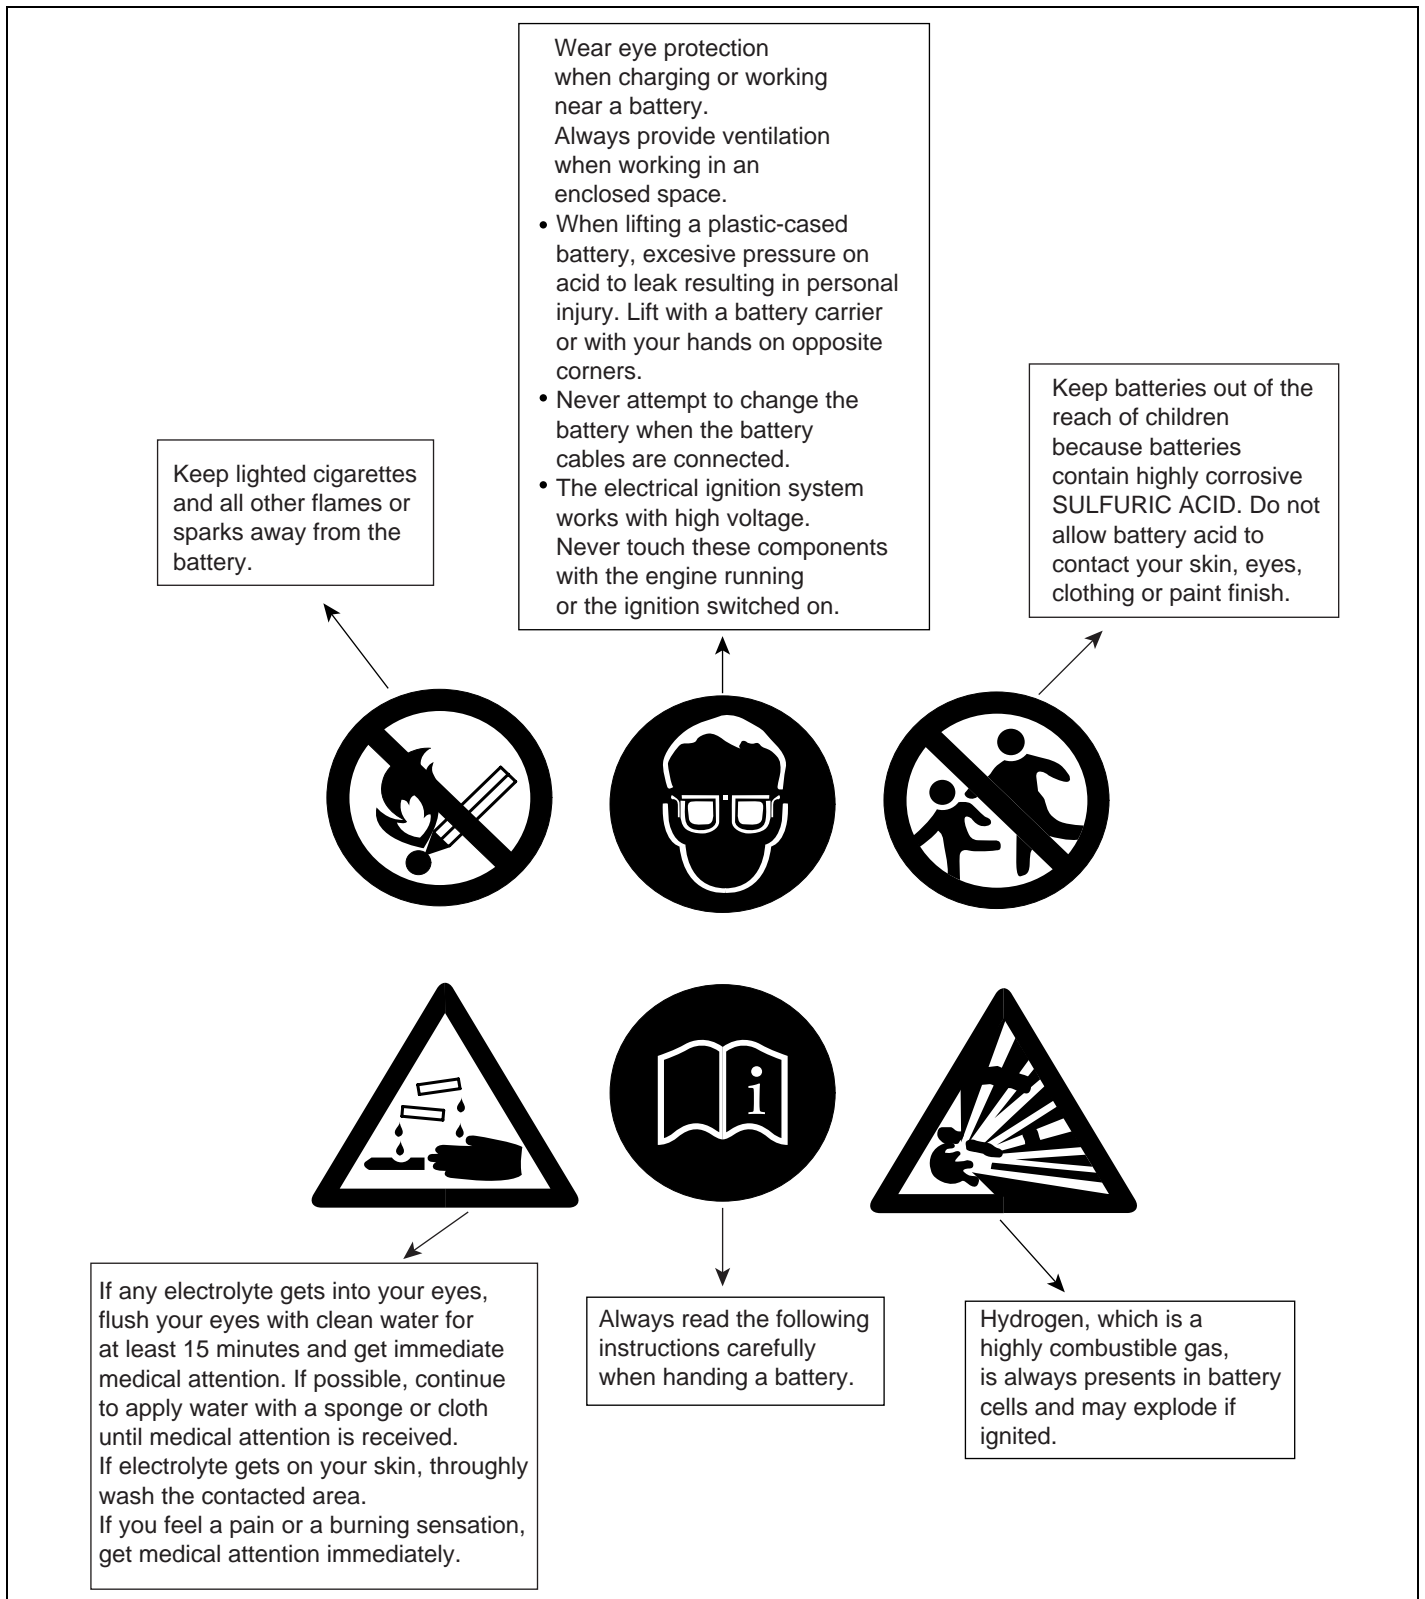 Wear eye protection
when charging or working
near a battery.
Always provide ventilation
when working in an
enclosed space.
• When lifting a plastic-cased
battery, excesive pressure on
acid to leak resulting in personal
injury. Lift with a battery carrier
or with your hands on opposite
corners.
• Never attempt to change the
battery when the battery
cables are connected.
• The electrical ignition system
works with high voltage.
Never touch these components
with the engine running
or the ignition switched on.
Keep lighted cigarettes
and all other flames or
sparks away from the
battery.
Keep batteries out of the
reach of children
because batteries
contain highly corrosive
SULFURIC ACID. Do not
allow battery acid to
contact your skin, eyes,
clothing or paint finish.
i
If any electrolyte gets into your eyes,
flush your eyes with clean water for
at least 15 minutes and get immediate
medical attention. If possible, continue
to apply water with a sponge or cloth
until medical attention is received.
If electrolyte gets on your skin, throughly
wash the contacted area.
If you feel a pain or a burning sensation,
get medical attention immediately.
Always read the following
instructions carefully
when handing a battery.
Hydrogen, which is a
highly combustible gas,
is always presents in battery
cells and may explode if
ignited.